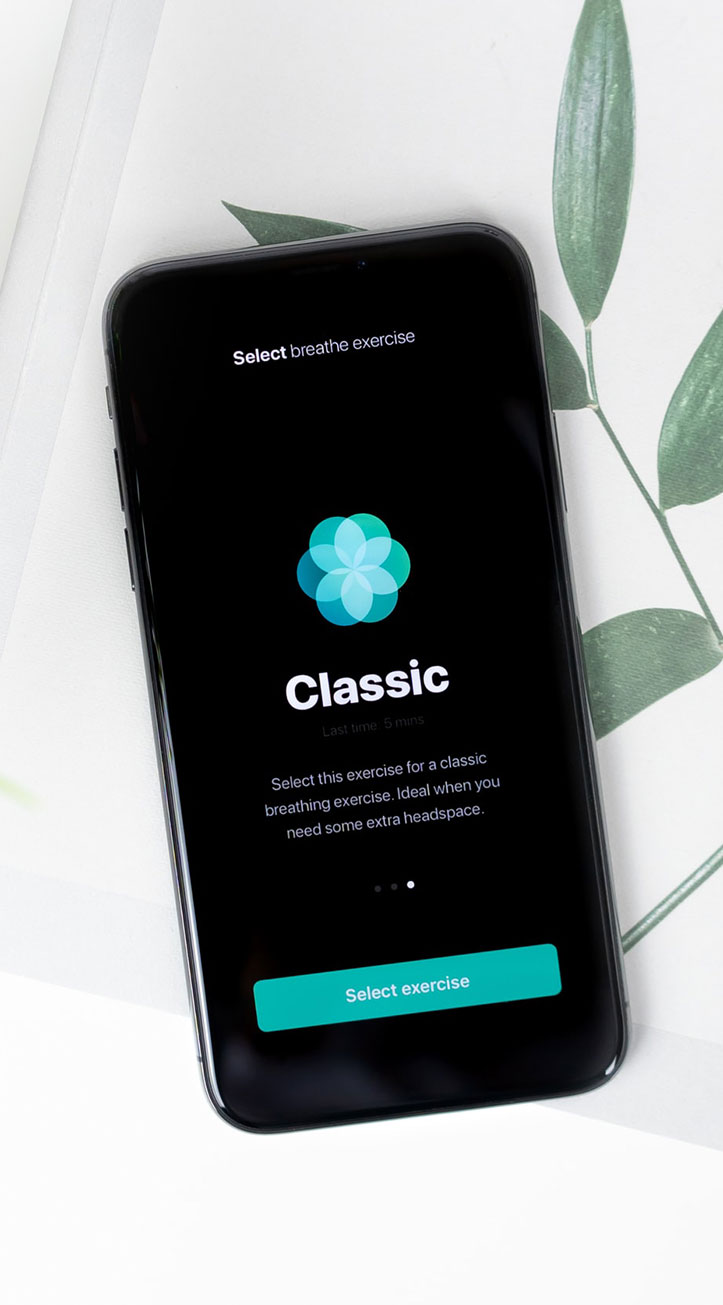 Select breathe exercise
Classic
Last time: 5 mins
Select this exercise for a classic
breathing exercise. Ideal when you
need some extra headspace.
Select exercise